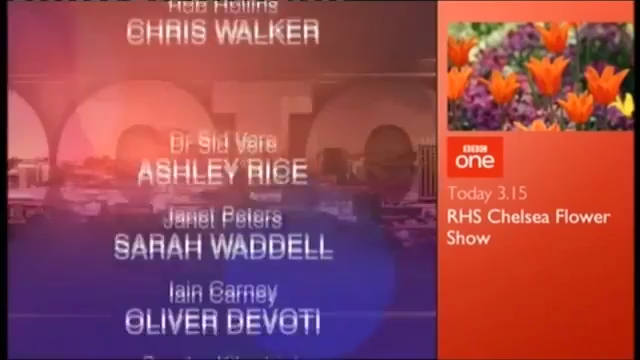 Rob Hollins
CHRIS WALKER
Dr Sid Vere
ASHLEY RICE
Janet Peters
SARAH WADDELL
Iain Carney
OLIVER DEVOTI
BBC
one
Today 3.15
RHS Chelsea Flower
Show